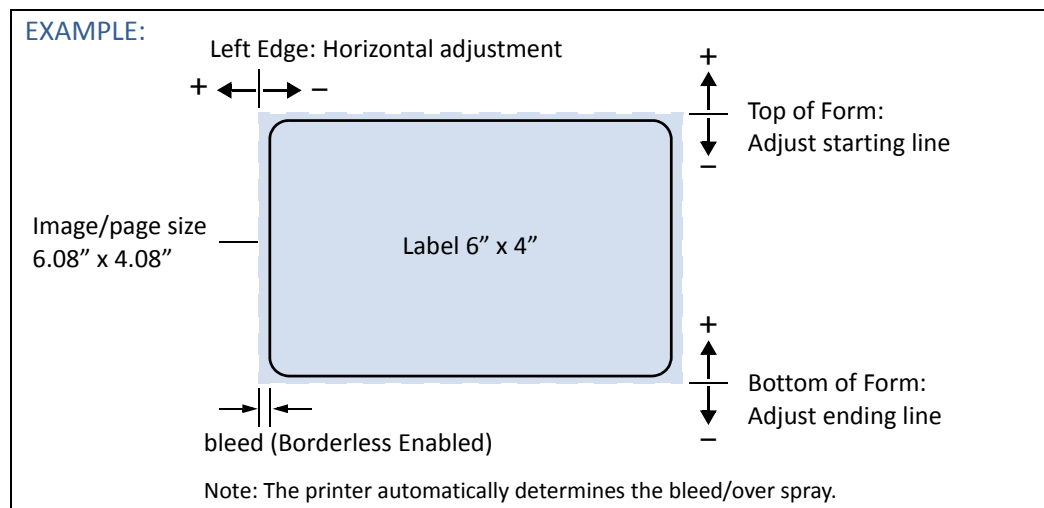 EXAMPLE:
Left Edge: Horizontal adjustment
+ −
+
Top of Form:
Adjust starting line
−
Image/page size
6.08” x 4.08”
Label 6” x 4”
+
Bottom of Form:
Adjust ending line
−
bleed (Borderless Enabled)
Note: The printer automatically determines the bleed/over spray.